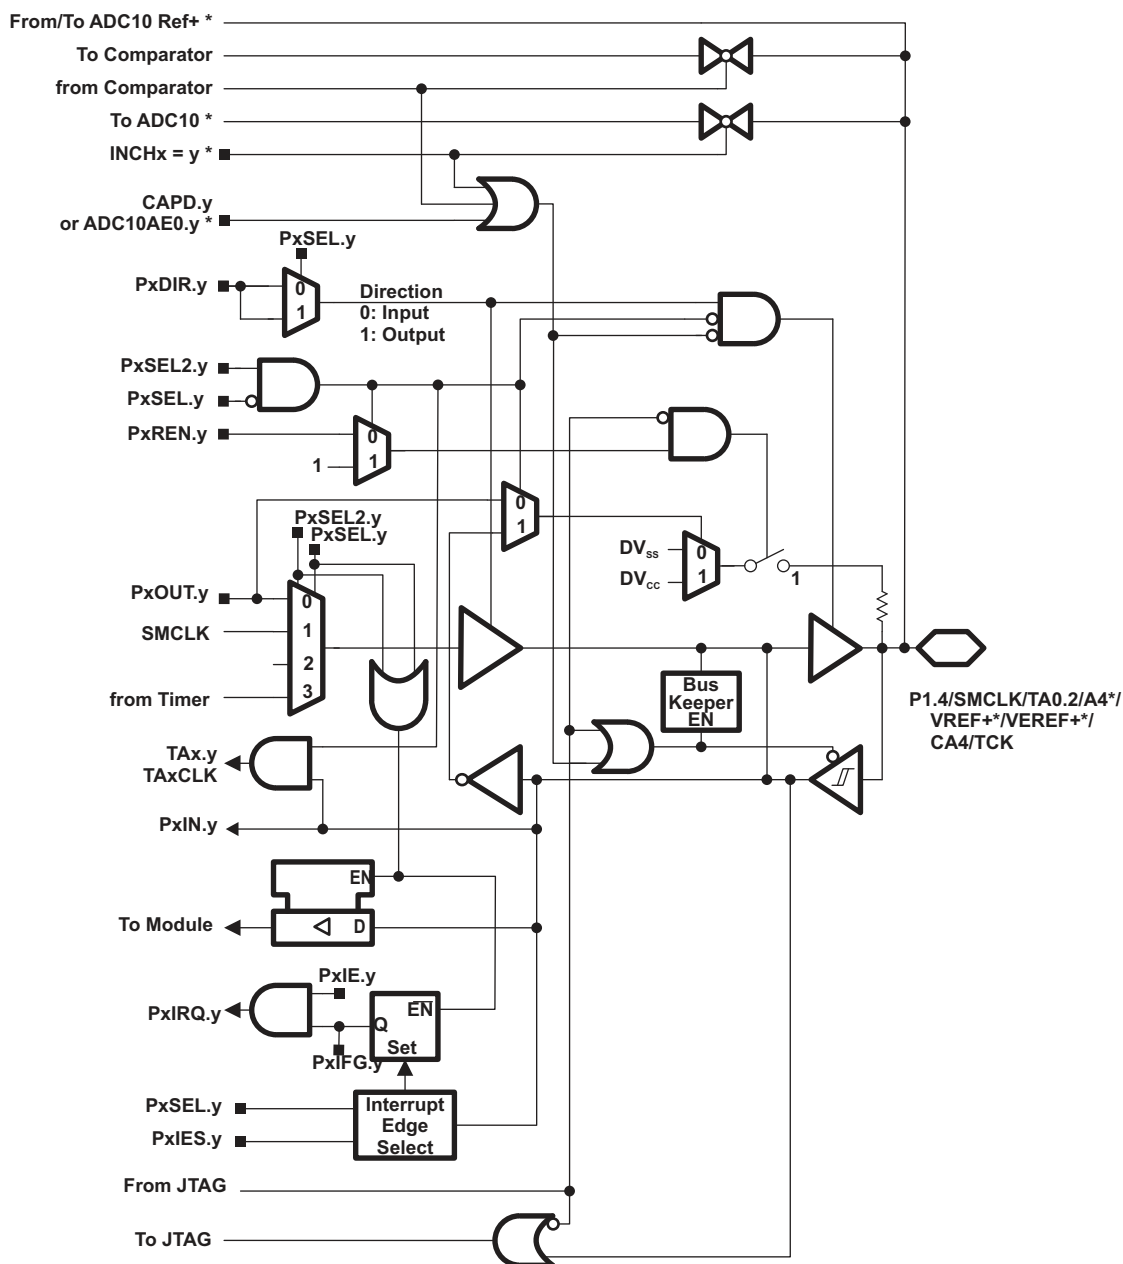 From/To ADC10 Ref+ *
To Comparator
from Comparator
To ADC10 *
INCHx = y *
CAPD.y
or ADC10AE0.y *
PxSEL.y
PxDIR.y
0
1
Direction
0: Input
1: Output
PxSEL2.y
PxSEL.y
PxREN.y
0
1
1
0
1
PxSEL2.y
PxSEL.y
DVSS
DVCC
0
1
1
PxOUT.y
0
SMCLK
1
2
from Timer
3
Bus
Keeper
EN
P1.4/SMCLK/TA0.2/A4*/
VREF+*/VEREF+*/
CA4/TCK
TAx.y
TAxCLK
PxIN.y
EN
To Module
D
PxIE.y
PxIRQ.y
EN
Q
Set
PxIFG.y
PxSEL.y
PxIES.y
Interrupt
Edge
Select
From JTAG
To JTAG